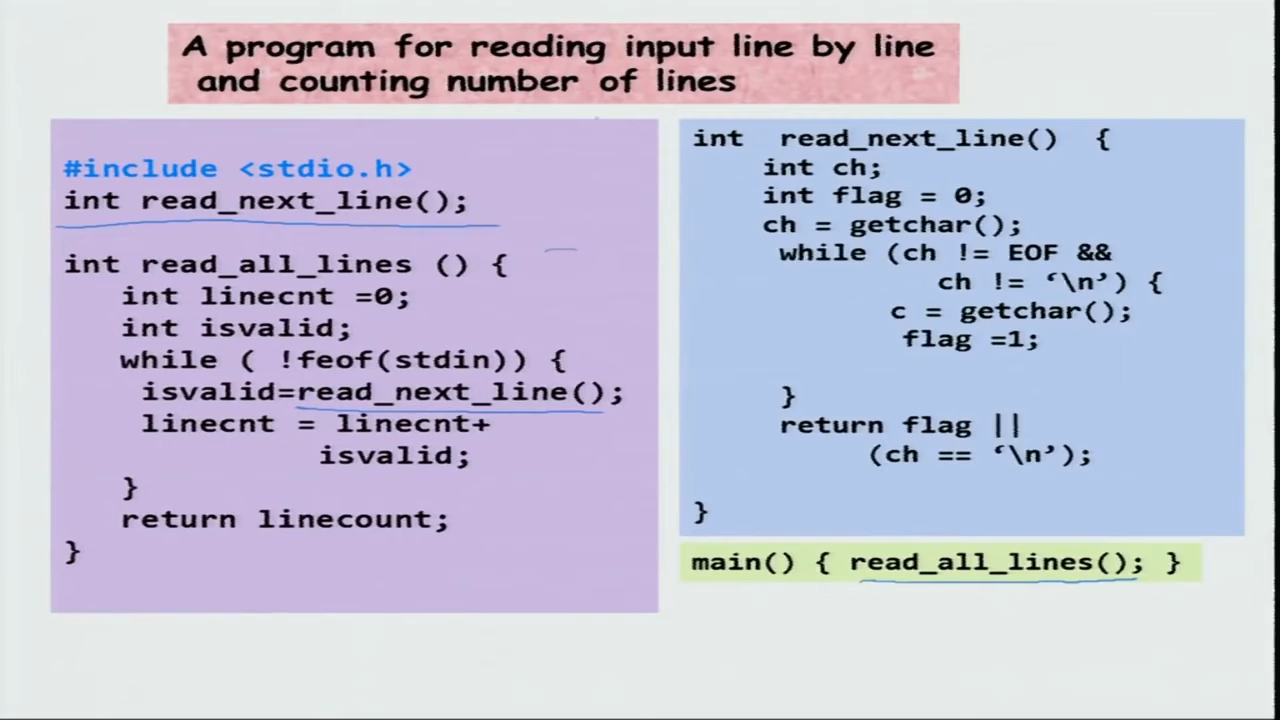 A program for reading input line by line
and counting number of lines
#include <stdio.h>
int read_next_line();
int read_all_lines () {
int linecnt =0;
int isvalid;
while ( !feof(stdin)) {
isvalid=read_next_line();
linecnt = linecnt+
isvalid;
}
return linecount;
}
int read_next_line() {
int ch;
int flag = 0;
ch = getchar();
while (ch != EOF &&
ch != ‘\n’) {
c = getchar();
flag =1;
}
return flag ||
(ch == ‘\n’);
}
main() { read_all_lines(); }